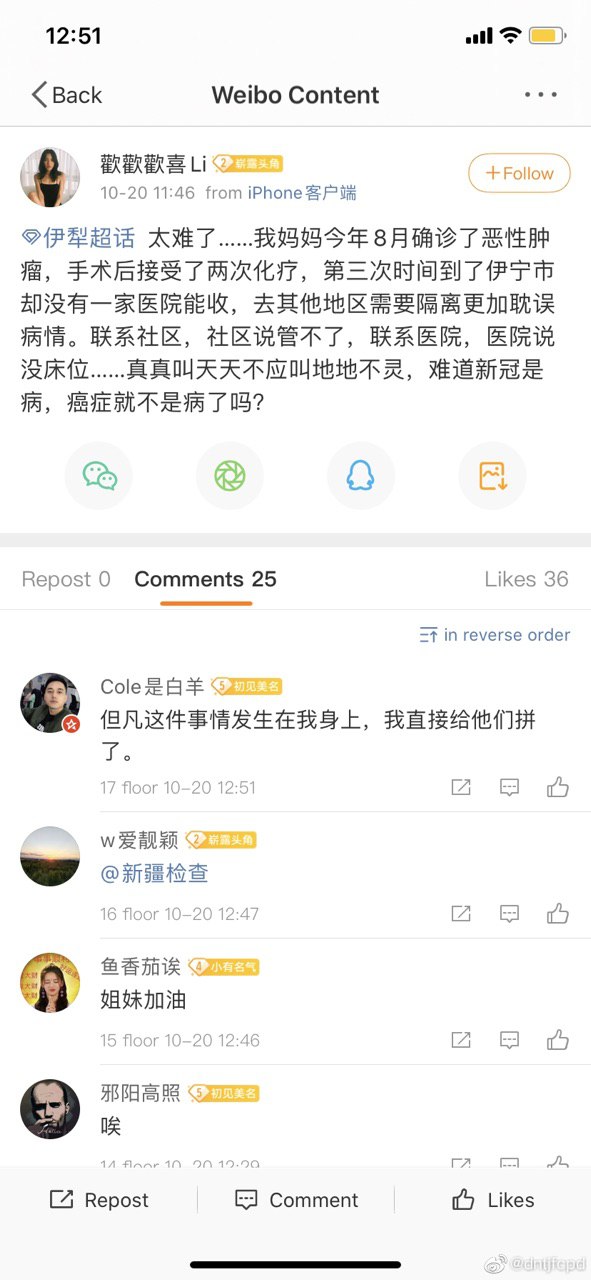 12:51
Back
Weibo Content
歡歡歡喜Li 2 崭露头角
10-20 11:46 from iPhone客户端
+Follow
伊犁超话 太难了……我妈妈今年8月确诊了恶性肿
瘤，手术后接受了两次化疗，第三次时间到了伊宁市
却没有一家医院能收，去其他地区需要隔离更加耽误
病情。联系社区，社区说管不了，联系医院，医院说
没床位……真真叫天天不应叫地地不灵，难道新冠是
病，癌症就不是病了吗？
Repost 0
Comments 25
Likes 36
in reverse order
Cole是白羊 5 初见美名
但凡这件事情发生在我身上，我直接给他们拼
了。
17 floor 10-20 12:51
w爱靓颖 2 崭露头角
@新疆检查
16 floor 10-20 12:47
鱼香茄诶 4 小有名气
姐妹加油
15 floor 10-20 12:46
邪阳高照 5 初见美名
唉
14 floor 10-20 12:29
Repost
Comment
Likes
@dntjfcpd